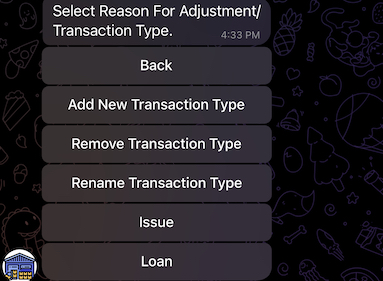 Select Reason For Adjustment/
Transaction Type.
4:33 PM
Back
Add New Transaction Type
Remove Transaction Type
Rename Transaction Type
Issue
Loan